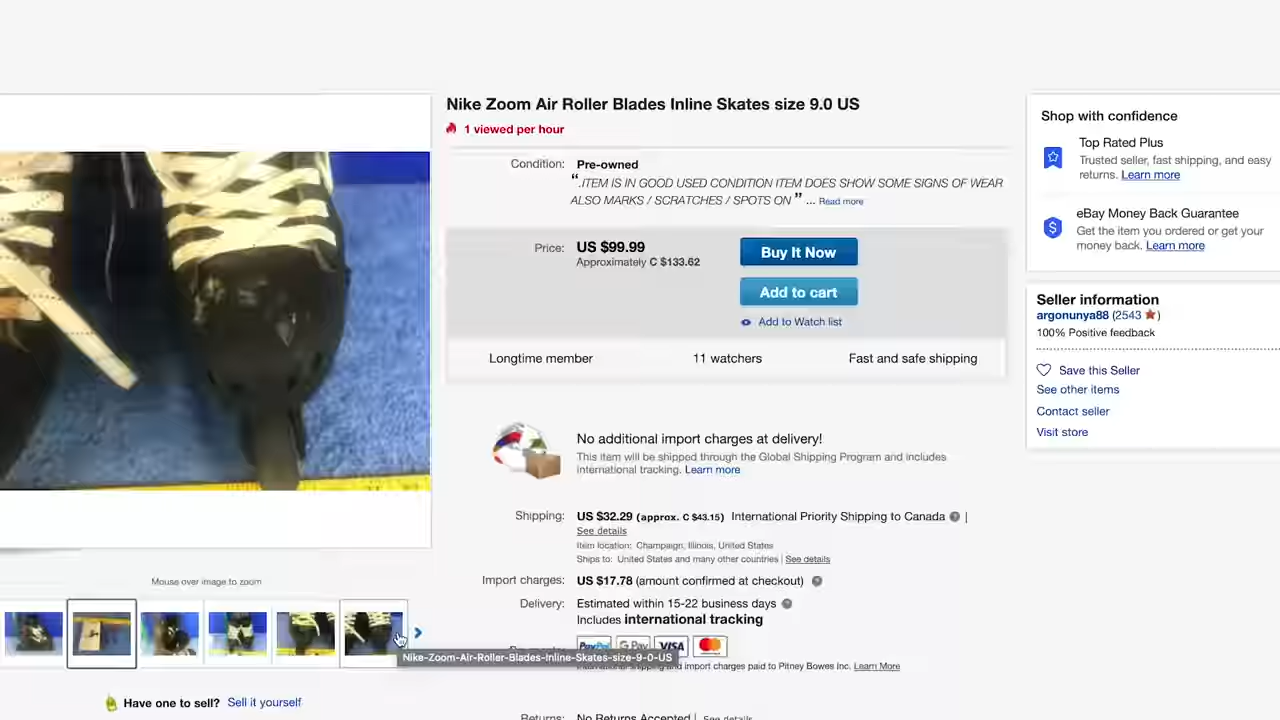 Nike Zoom Air Roller Blades Inline Skates size 9.0 US
1 viewed per hour
Condition: Pre-owned
“.ITEM IS IN GOOD USED CONDITION ITEM DOES SHOW SOME SIGNS OF WEAR
ALSO MARKS / SCRATCHES / SPOTS ON ” ... Read more
Price: US $99.99
Approximately C $133.62
Buy It Now
Add to cart
Add to Watch list
Longtime member 11 watchers Fast and safe shipping
No additional import charges at delivery!
This item will be shipped through the Global Shipping Program and includes
international tracking. Learn more
Shipping: US $32.29 (approx. C $43.15) International Priority Shipping to Canada |
See details
Item location: Champaign, Illinois, United States
Ships to: United States and many other countries | See details
Import charges: US $17.78 (amount confirmed at checkout)
Delivery: Estimated within 15-22 business days
Includes international tracking
PayPal G Pay VISA
Nike-Zoom-Air-Roller-Blades-Inline-Skates-size-9-0-US
International shipping and import charges paid to Pitney Bowes Inc. Learn More
Returns: No Returns Accepted | See details
Mouse over image to zoom
Have one to sell? Sell it yourself
Shop with confidence
Top Rated Plus
Trusted seller, fast shipping, and easy
returns. Learn more
eBay Money Back Guarantee
Get the item you ordered or get your
money back. Learn more
Seller information
argonunya88 (2543 )
100% Positive feedback
Save this Seller
See other items
Contact seller
Visit store